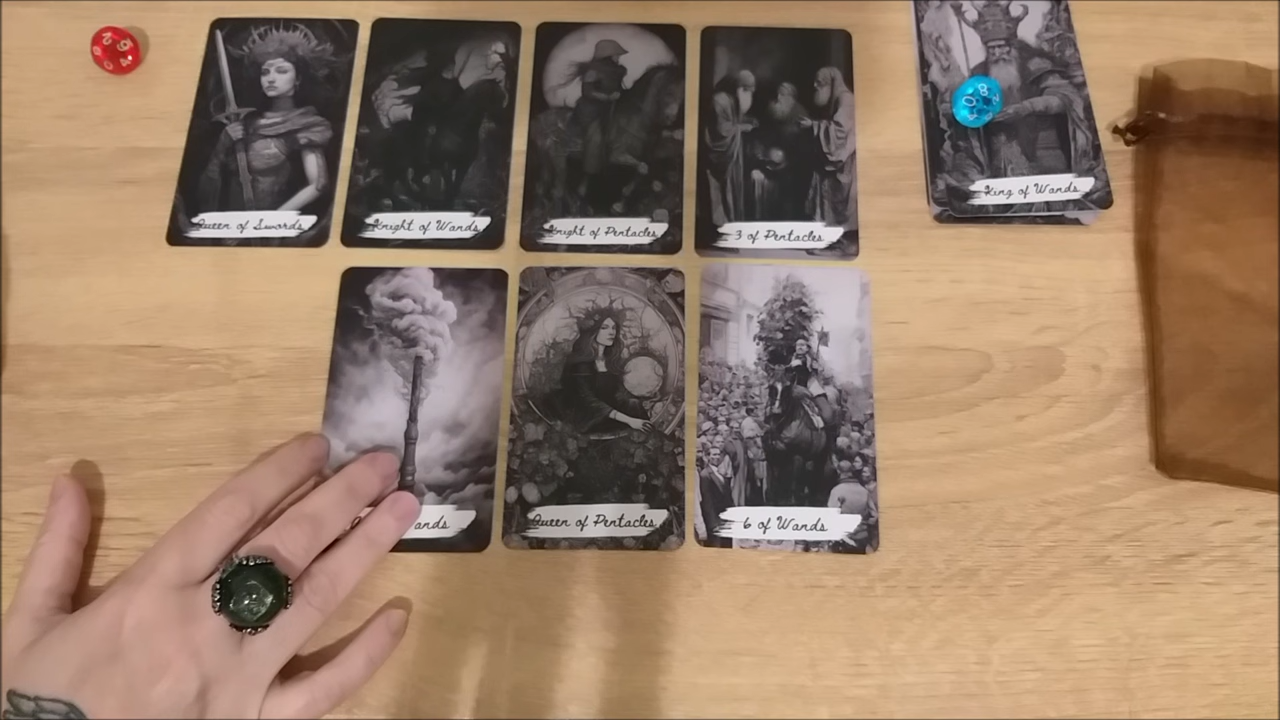 Queen of Swords
Knight of Wands
Knight of Pentacles
3 of Pentacles
King of Wands
ands
Queen of Pentacles
6 of Wands